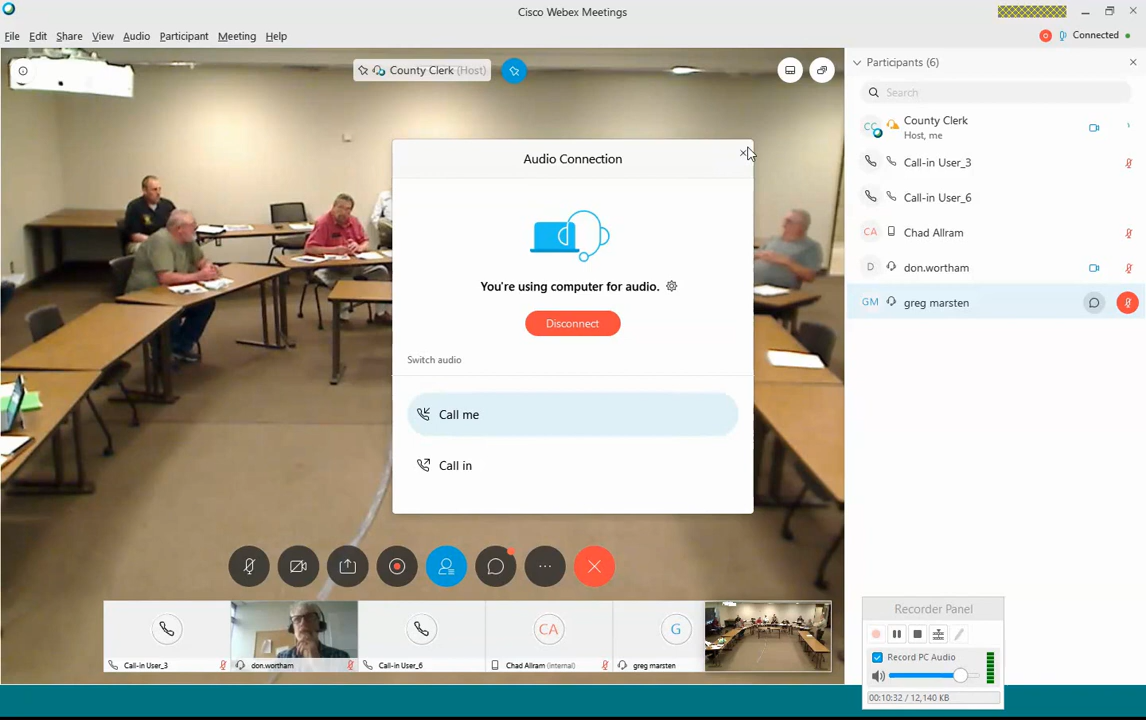 Cisco Webex Meetings
File Edit Share View Audio Participant Meeting Help
Connected
County Clerk (Host)
Participants (6)
Search
CC
County Clerk
Host, me
Call-in User_3
Call-in User_6
CA Chad Allram
D don.wortham
GM greg marsten
Audio Connection
You're using computer for audio.
Disconnect
Switch audio
Call me
Call in
CA
G
Call-in User_3
don.wortham
Call-in User_6
Chad Allram (internal)
greg marsten
Recorder Panel
Record PC Audio
00:10:32 / 12,140 KB